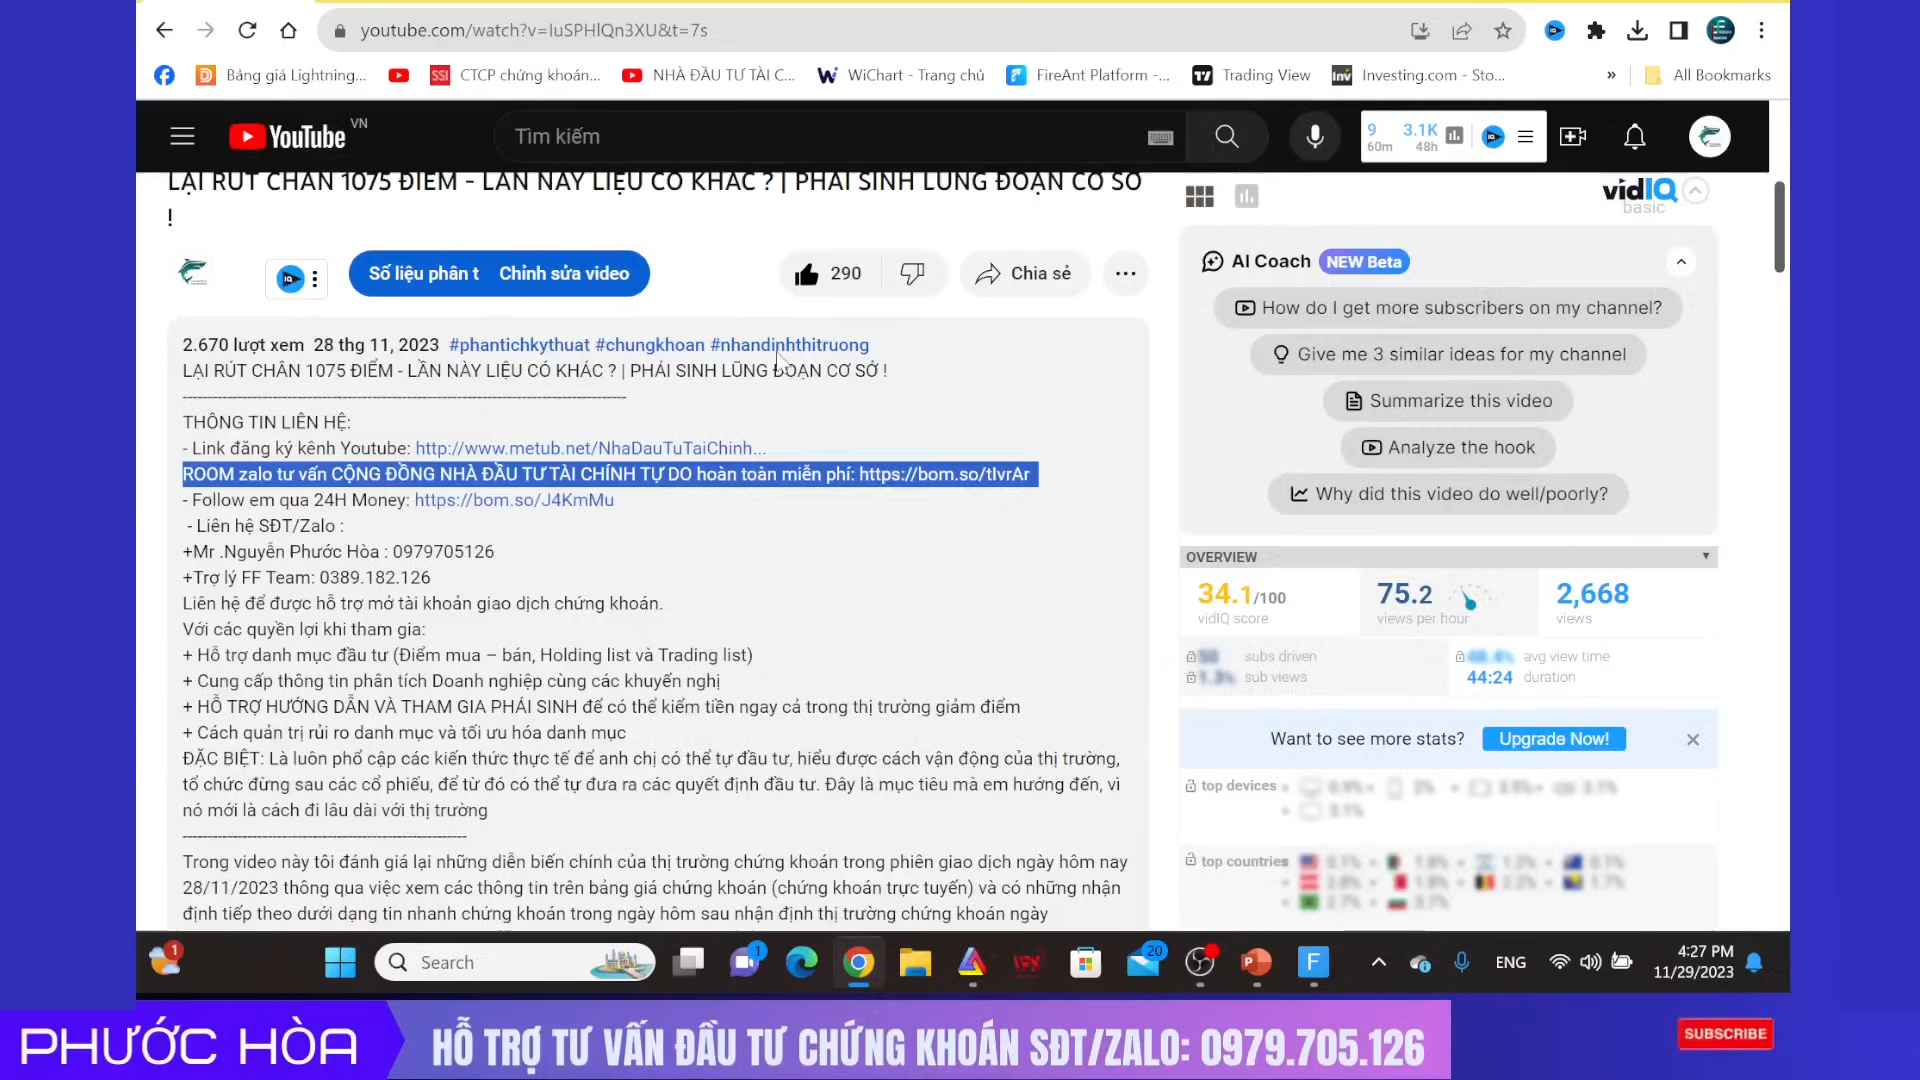 youtube.com/watch?v=IuSPHlQn3XU&t=7s
Bảng giá Lightning... CTCP chứng khoán... NHÀ ĐẦU TƯ TÀI C... WiChart - Trang chủ FireAnt Platform -... Trading View Investing.com - Sto... » All Bookmarks
YouTube VN
Tìm kiếm
9 3.1K
60m 48h
LẠI RÚT CHÂN 1075 ĐIỂM - LẦN NÀY LIỆU CÓ KHÁC ? | PHÁI SINH LŨNG ĐOẠN CƠ SỞ
!
Số liệu phân t Chỉnh sửa video
290 Chia sẻ
2.670 lượt xem 28 thg 11, 2023 #phantichkythuat #chungkhoan #nhandinhthitruong
LẠI RÚT CHÂN 1075 ĐIỂM - LẦN NÀY LIỆU CÓ KHÁC ? | PHÁI SINH LŨNG ĐOẠN CƠ SỞ !
THÔNG TIN LIÊN HỆ:
- Link đăng ký kênh Youtube: http://www.metub.net/NhaDauTuTaiChinh...
ROOM zalo tư vấn CỘNG ĐỒNG NHÀ ĐẦU TƯ TÀI CHÍNH TỰ DO hoàn toàn miễn phí: https://bom.so/tIvrAr
- Follow em qua 24H Money: https://bom.so/J4KmMu
- Liên hệ SĐT/Zalo :
+Mr .Nguyễn Phước Hòa : 0979705126
+Trợ lý FF Team: 0389.182.126
Liên hệ để được hỗ trợ mở tài khoản giao dịch chứng khoán.
Với các quyền lợi khi tham gia:
+ Hỗ trợ danh mục đầu tư (Điểm mua – bán, Holding list và Trading list)
+ Cung cấp thông tin phân tích Doanh nghiệp cùng các khuyến nghị
+ HỖ TRỢ HƯỚNG DẪN VÀ THAM GIA PHÁI SINH để có thể kiếm tiền ngay cả trong thị trường giảm điểm
+ Cách quản trị rủi ro danh mục và tối ưu hóa danh mục
ĐẶC BIỆT: Là luôn phổ cập các kiến thức thực tế để anh chị có thể tự đầu tư, hiểu được cách vận động của thị trường,
tổ chức đừng sau các cổ phiếu, để từ đó có thể tự đưa ra các quyết định đầu tư. Đây là mục tiêu mà em hướng đến, vì
nó mới là cách đi lâu dài với thị trường
Trong video này tôi đánh giá lại những diễn biến chính của thị trường chứng khoán trong phiên giao dịch ngày hôm nay
28/11/2023 thông qua việc xem các thông tin trên bảng giá chứng khoán (chứng khoán trực tuyến) và có những nhận
định tiếp theo dưới dạng tin nhanh chứng khoán trong ngày hôm sau nhận định thị trường chứng khoán ngày
vidIQ
basic
AI Coach NEW Beta
How do I get more subscribers on my channel?
Give me 3 similar ideas for my channel
Summarize this video
Analyze the hook
Why did this video do well/poorly?
OVERVIEW
34.1/100 75.2 2,668
vidIQ score views per hour views
subs driven avg view time
sub views 44:24 duration
Want to see more stats? Upgrade Now!
top devices
top countries
1 Search 1 20 ENG 4:27 PM
11/29/2023
PHƯỚC HÒA
HỖ TRỢ TƯ VẤN ĐẦU TƯ CHỨNG KHOÁN SĐT/ZALO: 0979.705.126
SUBSCRIBE